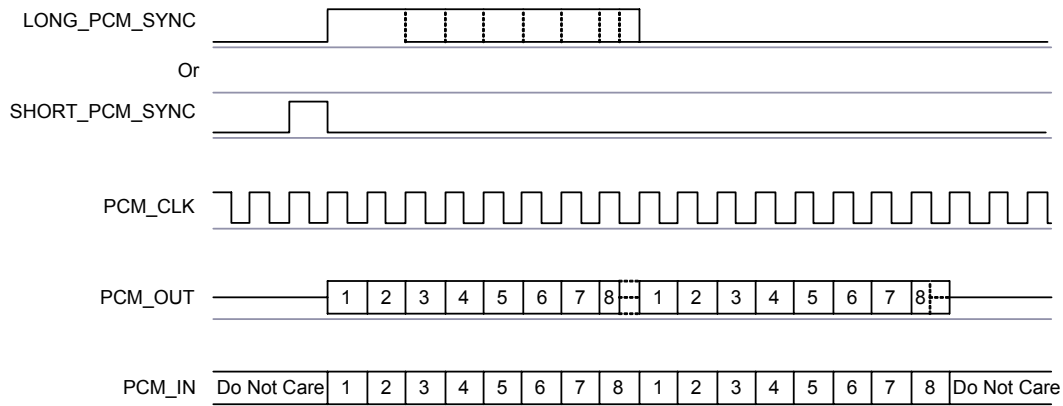 LONG_PCM_SYNC
Or
SHORT_PCM_SYNC
PCM_CLK
PCM_OUT 1 2 3 4 5 6 7 8 1 2 3 4 5 6 7 8
PCM_IN Do Not Care 1 2 3 4 5 6 7 8 1 2 3 4 5 6 7 8 Do Not Care